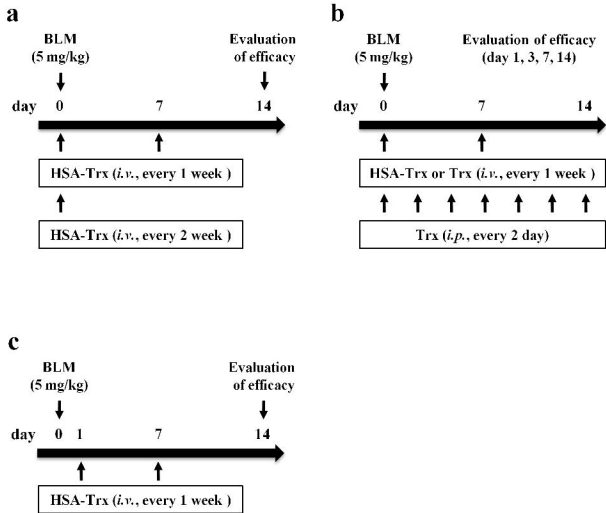 a
BLM
(5 mg/kg)
Evaluation
of efficacy
day 0 7 14
HSA-Trx (i.v., every 1 week )
HSA-Trx (i.v., every 2 week )
b
BLM
(5 mg/kg)
Evaluation of efficacy
(day 1, 3, 7, 14)
day 0 7 14
HSA-Trx or Trx (i.v., every 1 week )
Trx (i.p., every 2 day)
c
BLM
(5 mg/kg)
Evaluation
of efficacy
day 0 1 7 14
HSA-Trx (i.v., every 1 week )